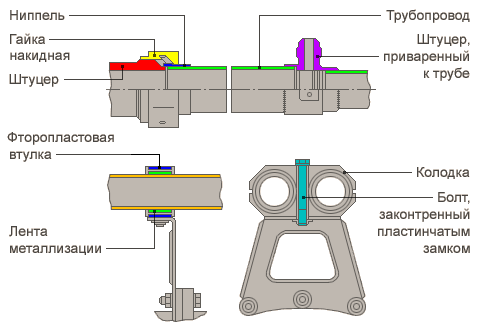 Ниппель
Гайка
накидная
Штуцер
Трубопровод
Штуцер,
приваренный
к трубе
Фторопластовая
втулка
Лента
металлизации
Колодка
Болт,
законтренный
пластинчатым
замком